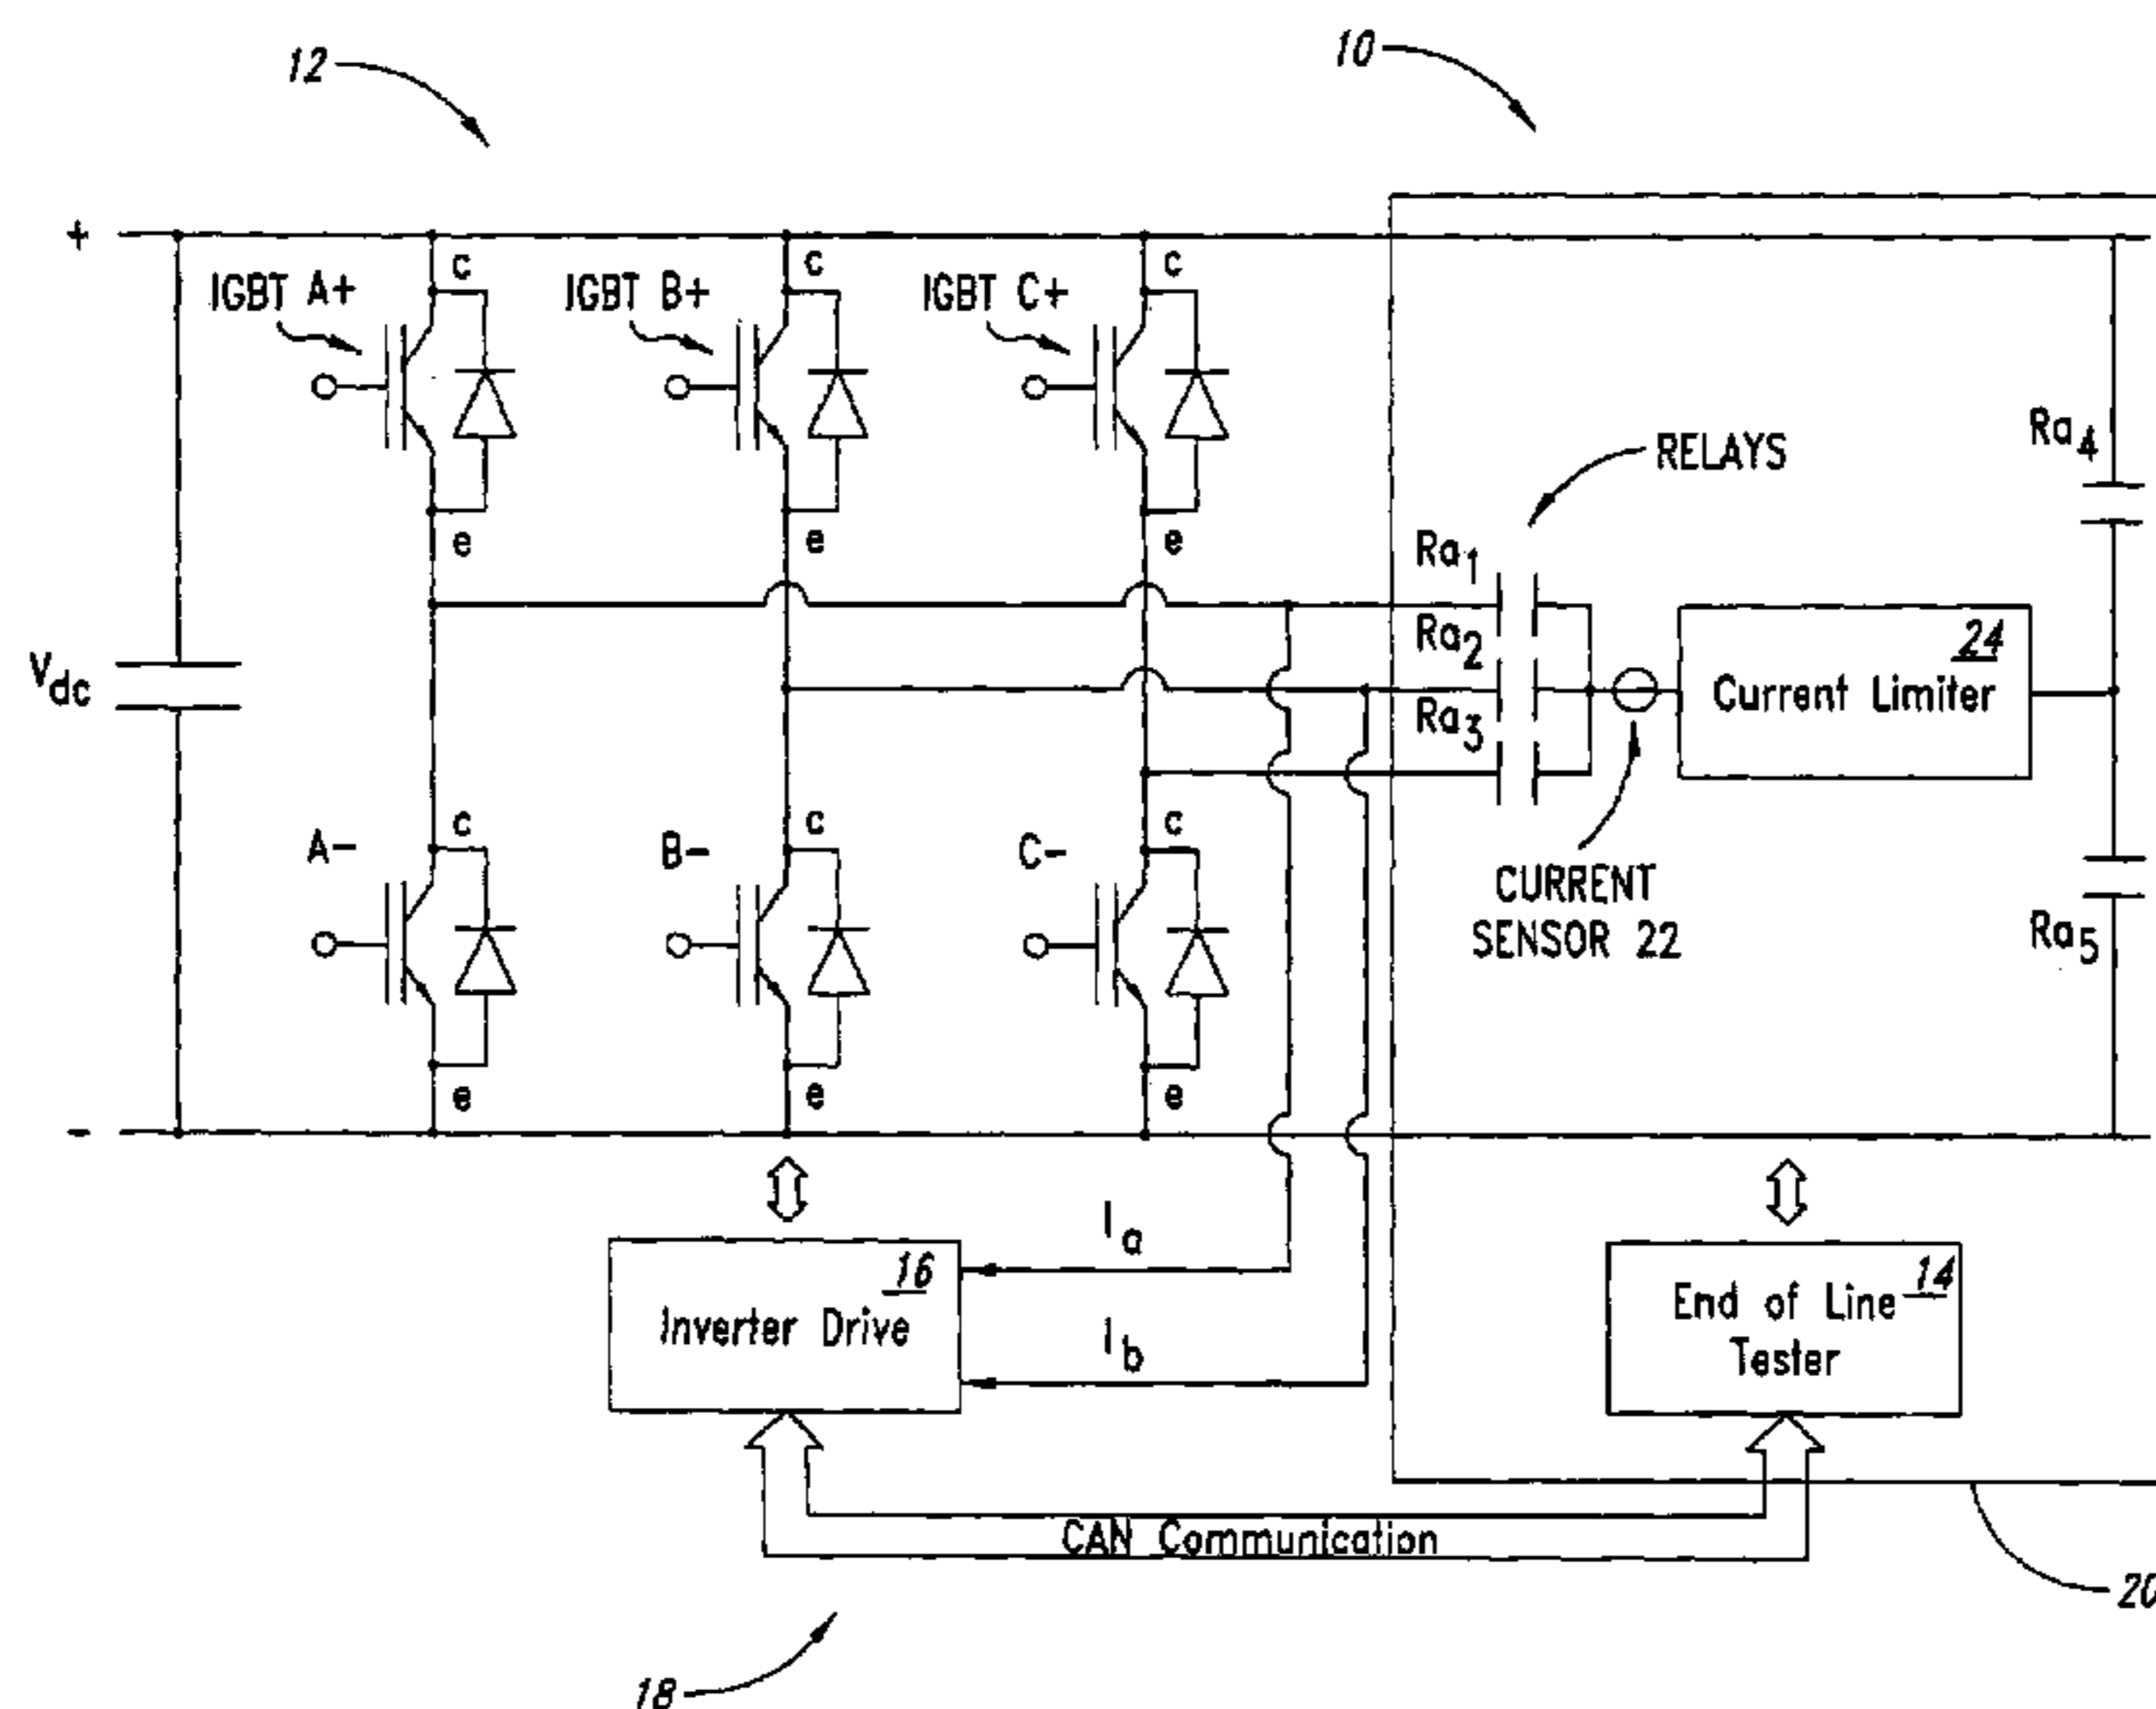 12
10
+
c
c
c
IGBT A+
IGBT B+
IGBT C+
Ra4
RELAYS
e
e
e
Ra1
Ra2
24
Vdc
Current Limiter
Ra3
A-
c
B-
c
C-
c
CURRENT
SENSOR 22
Ra5
e
e
e
-
Ia
16
14
End of Line
Inverter Drive
Ib
Tester
CAN Communication
20
18